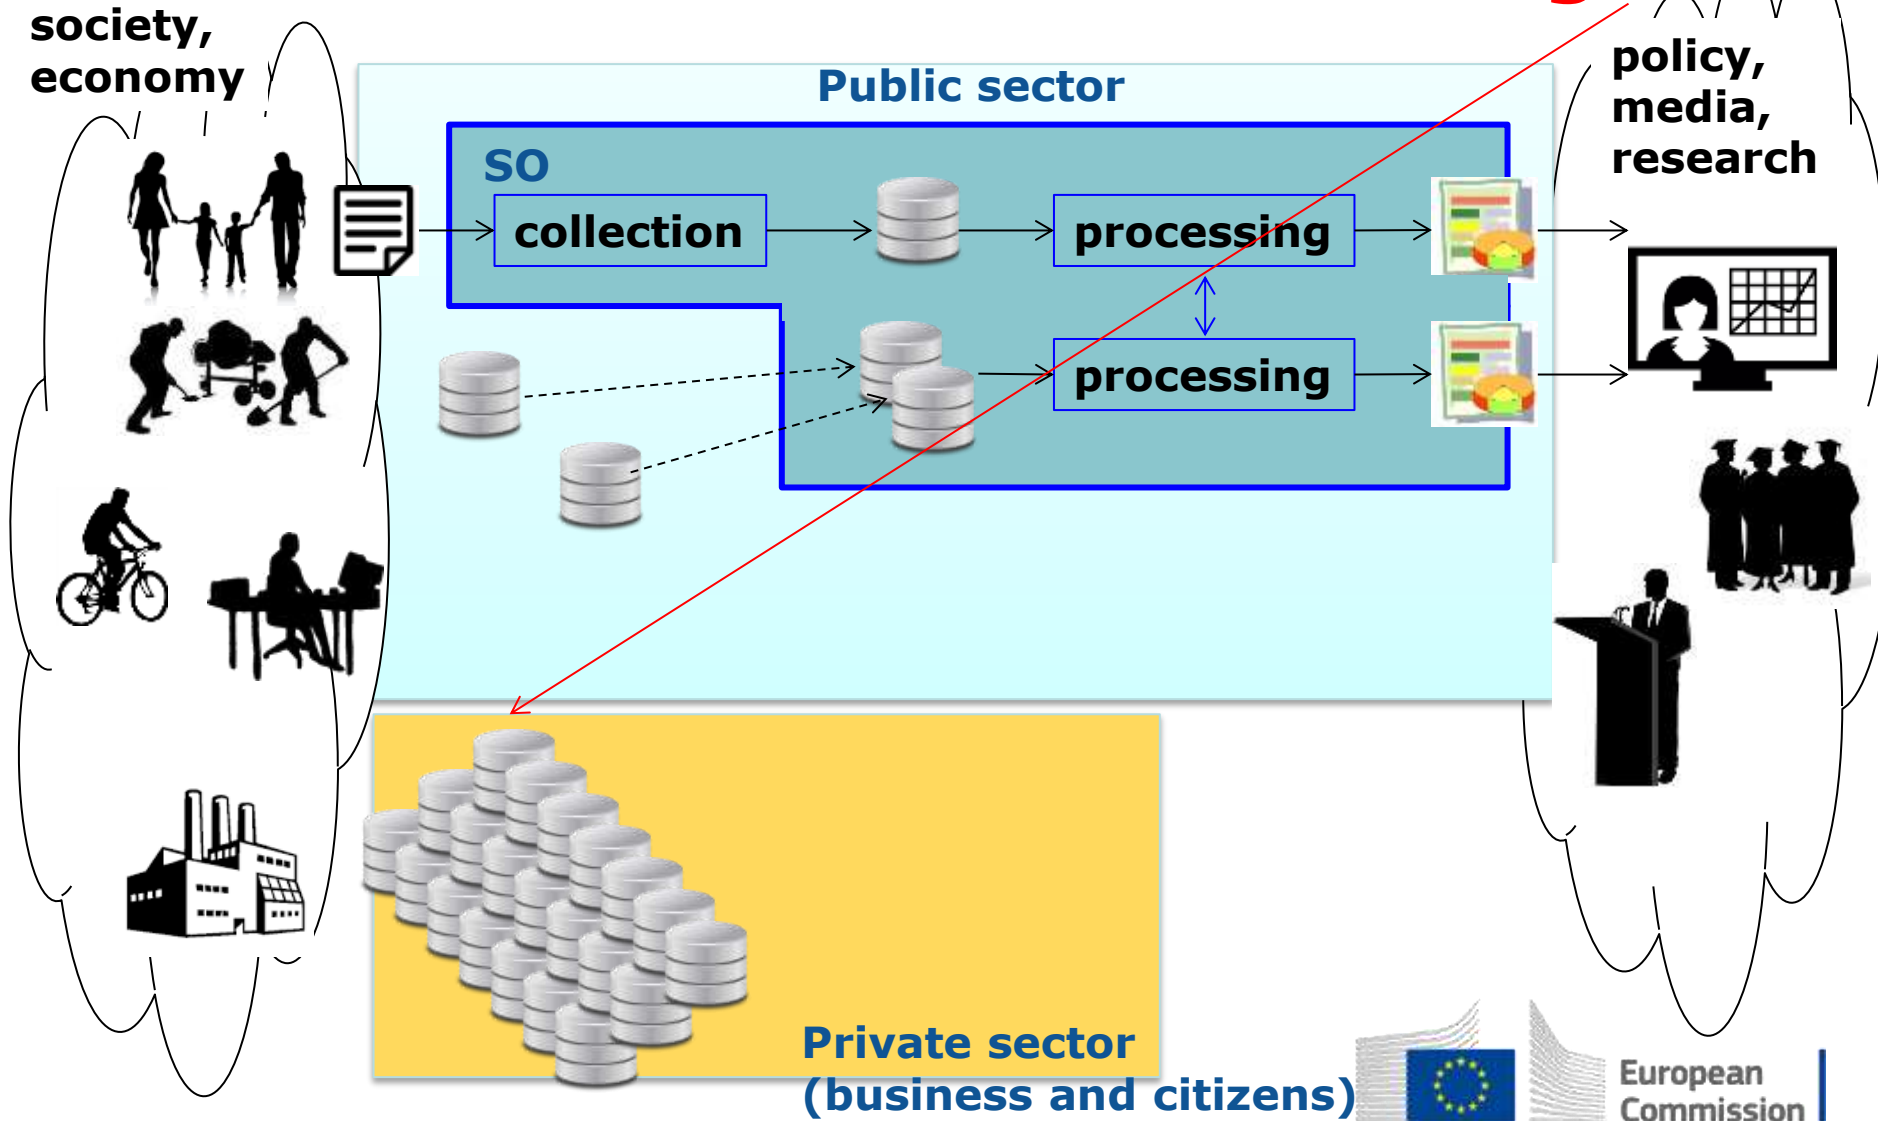 society,
economy
Public sector
policy,
media,
research
SO
collection
processing
processing
Private sector
(business and citizens)
European
Commission